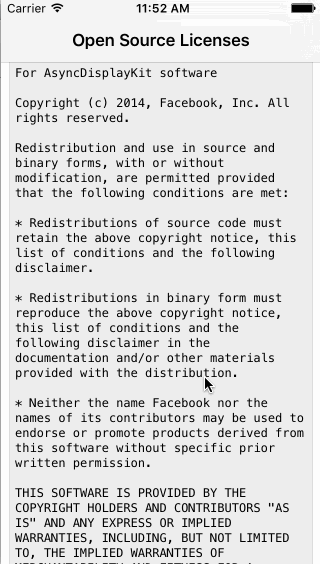 Carrier 11:52 AM
Open Source Licenses
For AsyncDisplayKit software
Copyright (c) 2014, Facebook, Inc. All
rights reserved.
Redistribution and use in source and
binary forms, with or without
modification, are permitted provided
that the following conditions are met:
* Redistributions of source code must
retain the above copyright notice, this
list of conditions and the following
disclaimer.
* Redistributions in binary form must
reproduce the above copyright notice,
this list of conditions and the
following disclaimer in the
documentation and/or other materials
provided with the distribution.
* Neither the name Facebook nor the
names of its contributors may be used to
endorse or promote products derived from
this software without specific prior
written permission.
THIS SOFTWARE IS PROVIDED BY THE
COPYRIGHT HOLDERS AND CONTRIBUTORS "AS
IS" AND ANY EXPRESS OR IMPLIED
WARRANTIES, INCLUDING, BUT NOT LIMITED
TO, THE IMPLIED WARRANTIES OF